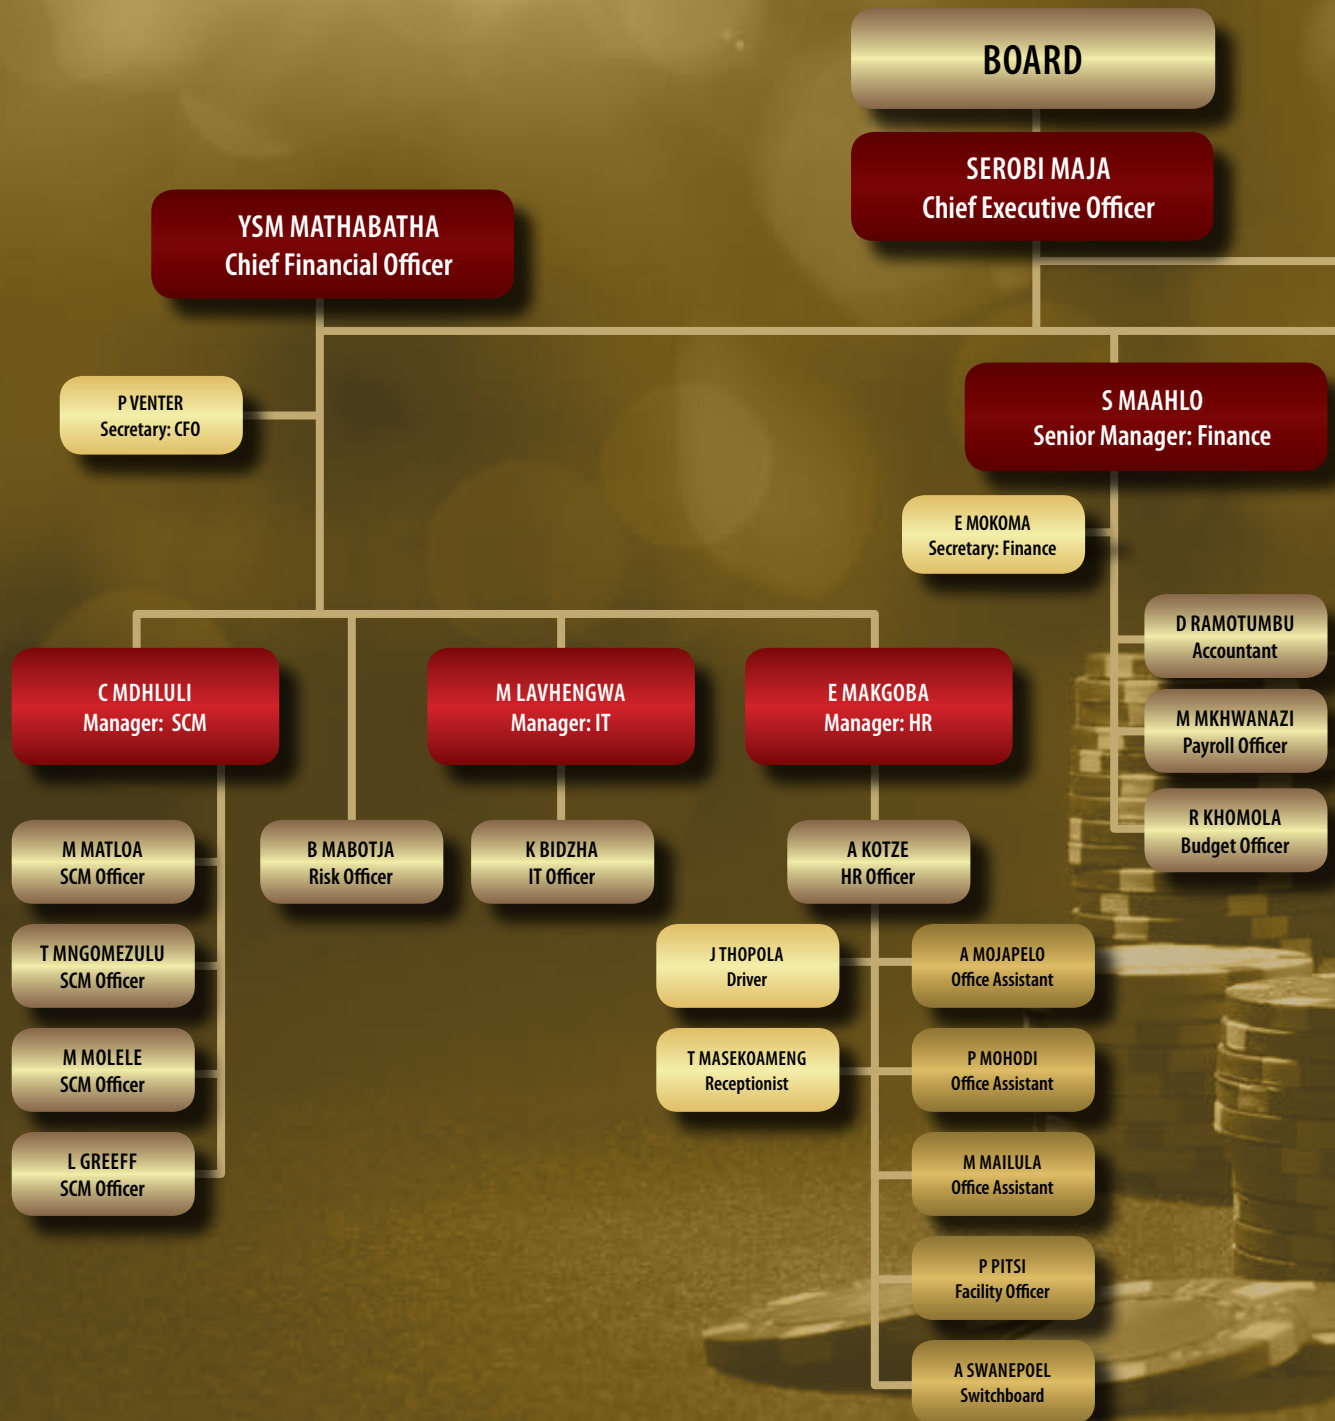 BOARD
SEROBI MAJA
Chief Executive Officer
YSM MATHABATHA
Chief Financial Officer
P VENTER
Secretary: CFO
S MAAHLO
Senior Manager: Finance
E MOKOMA
Secretary: Finance
D RAMOTUMBU
Accountant
M MKHWANAZI
Payroll Officer
R KHOMOLA
Budget Officer
C MDHLULI
Manager: SCM
M LAVHENGWA
Manager: IT
E MAKGOBA
Manager: HR
M MATLOA
SCM Officer
B MABOTJA
Risk Officer
K BIDZHA
IT Officer
A KOTZE
HR Officer
T MNGOMEZULU
SCM Officer
J THOPOLA
Driver
A MOJAPELO
Office Assistant
M MOLELE
SCM Officer
T MASEKOAMENG
Receptionist
P MOHODI
Office Assistant
L GREEFF
SCM Officer
M MAILULA
Office Assistant
P PITSI
Facility Officer
A SWANEPOEL
Switchboard